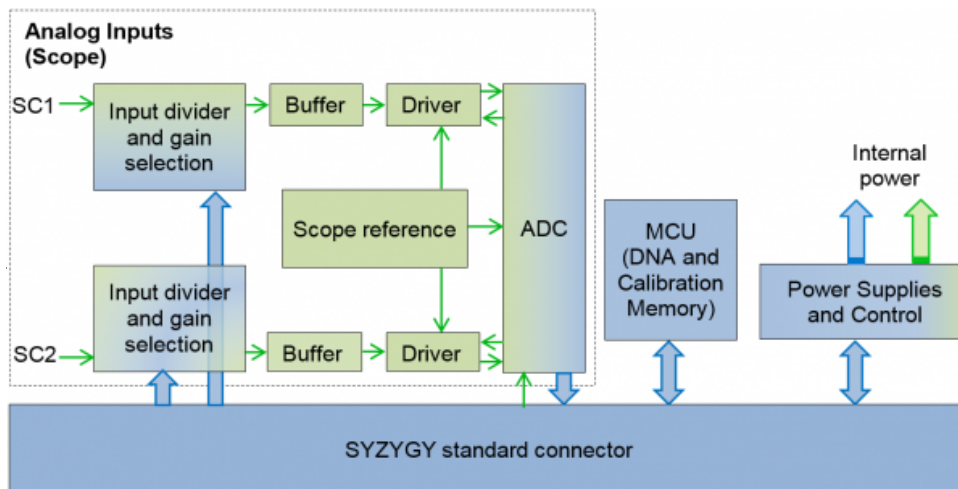 Analog Inputs
(Scope)
SC1
Input divider
and gain
selection
Buffer
Driver
Scope reference
ADC
Input divider
and gain
selection
SC2
Buffer
Driver
MCU
(DNA and
Calibration
Memory)
Internal
power
Power Supplies
and Control
SYZYGY standard connector